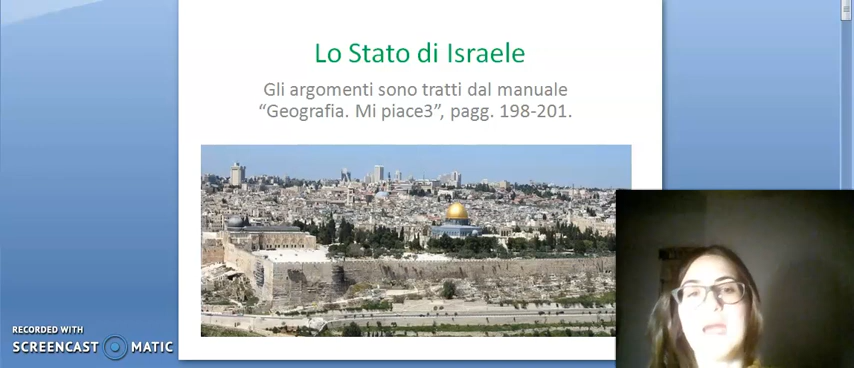 Lo Stato di Israele
Gli argomenti sono tratti dal manuale
“Geografia. Mi piace3”, pagg. 198-201.
RECORDED WITH
SCREENCAST MATIC